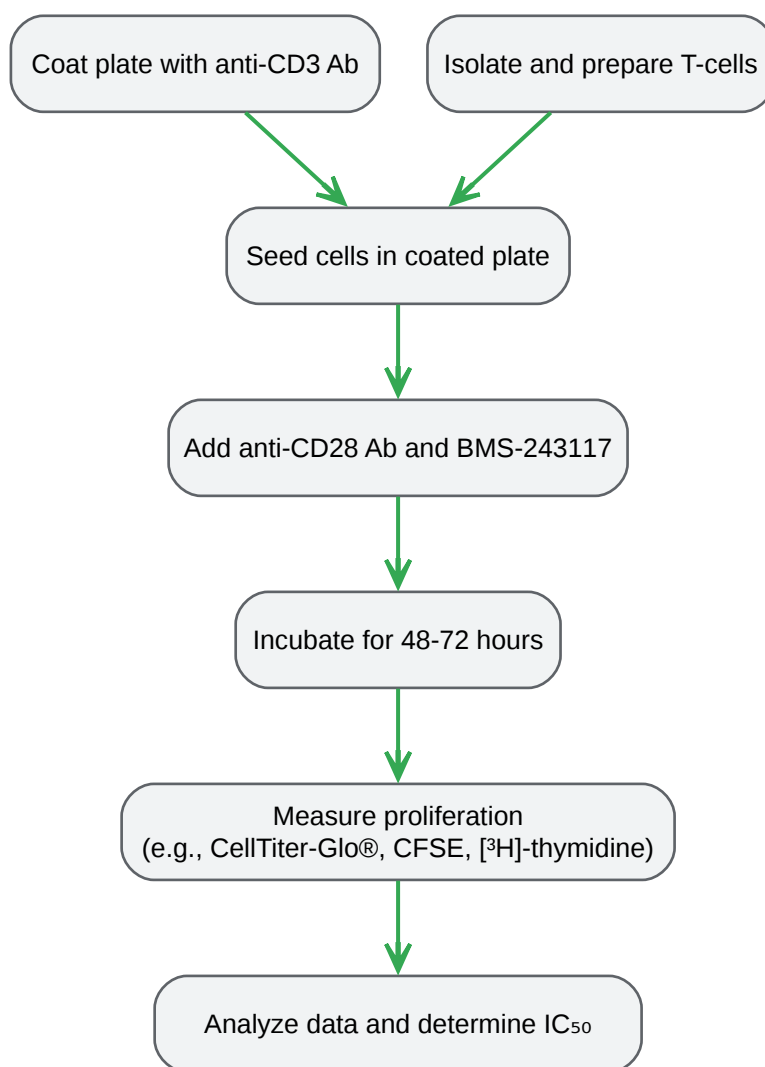 Coat plate with anti-CD3 Ab
Isolate and prepare T-cells
Seed cells in coated plate
Add anti-CD28 Ab and BMS-243117
Incubate for 48-72 hours
Measure proliferation
(e.g., CellTiter-Glo®, CFSE, [³H]-thymidine)
Analyze data and determine IC₅₀